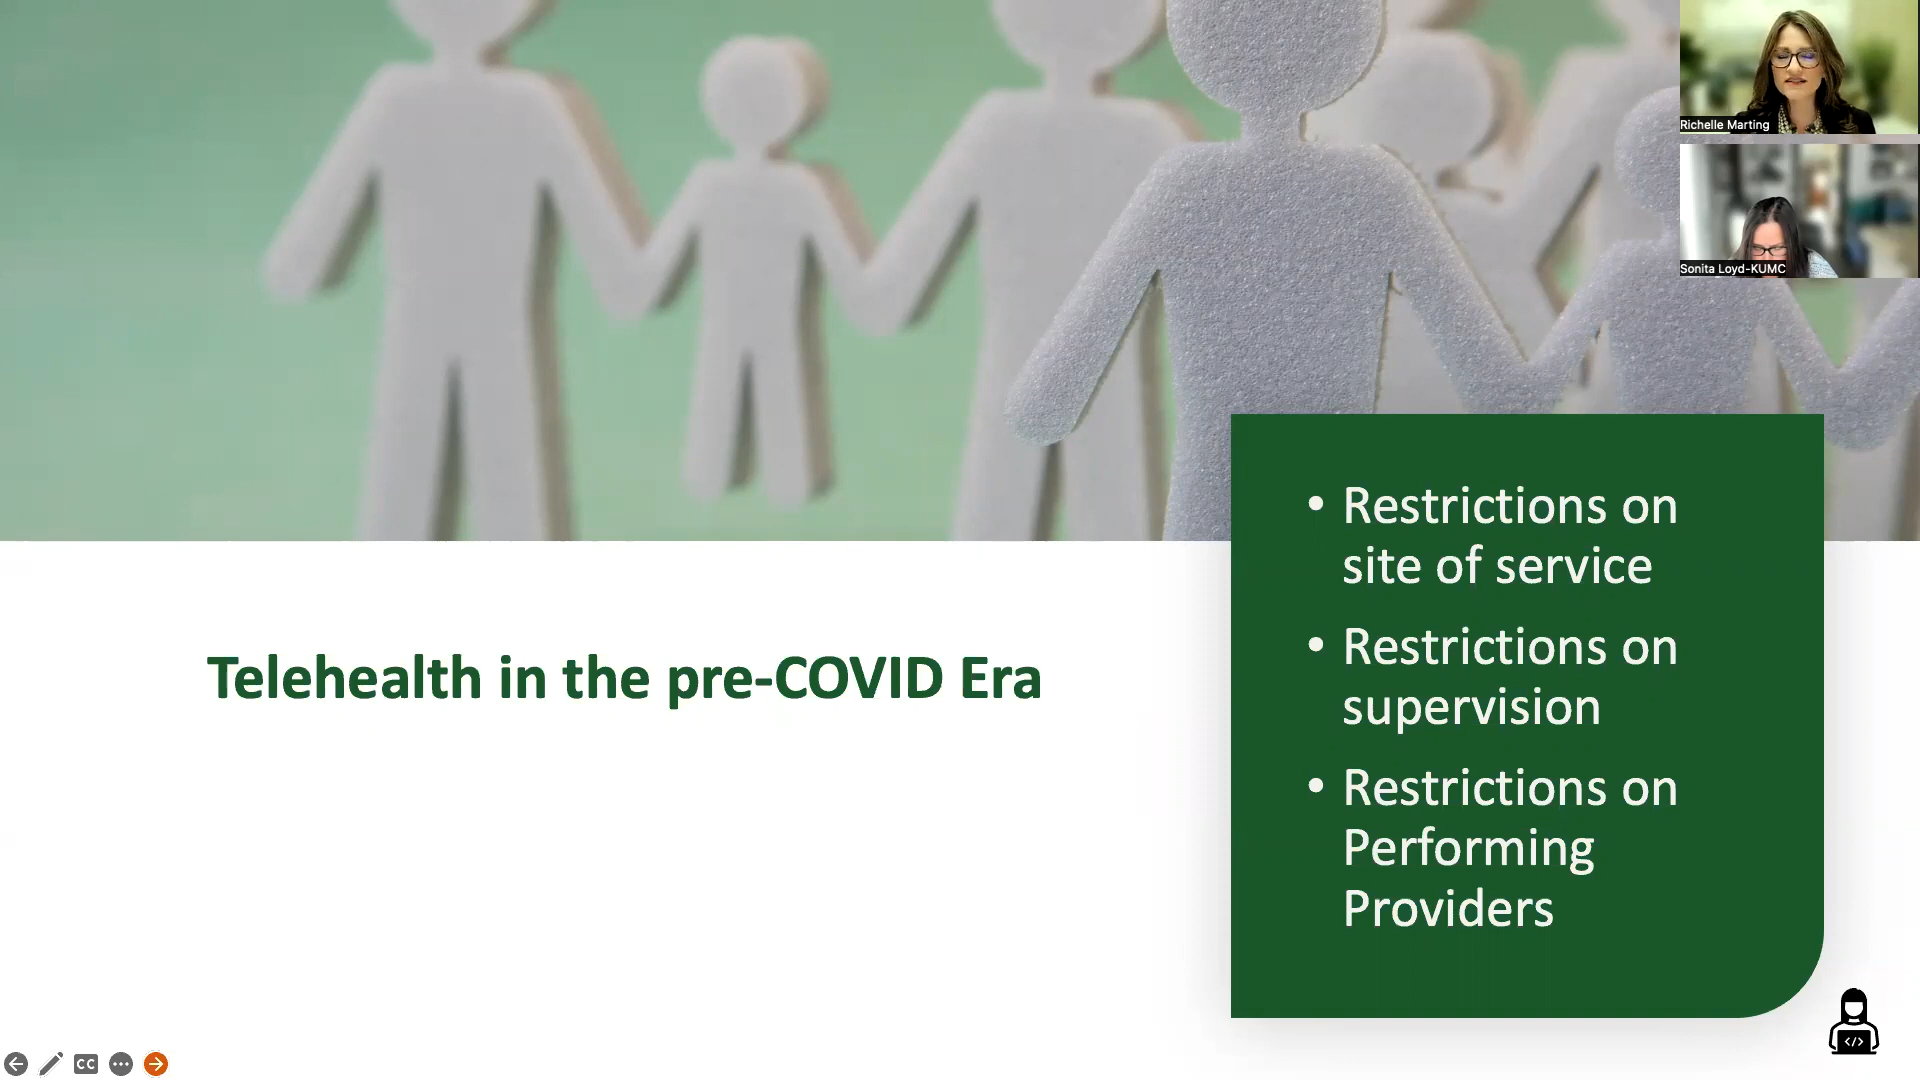 Richelle Marting
Sonita Loyd-KUMC
• Restrictions on
site of service
• Restrictions on
supervision
• Restrictions on
Performing
Providers
Telehealth in the pre-COVID Era
CC
</>